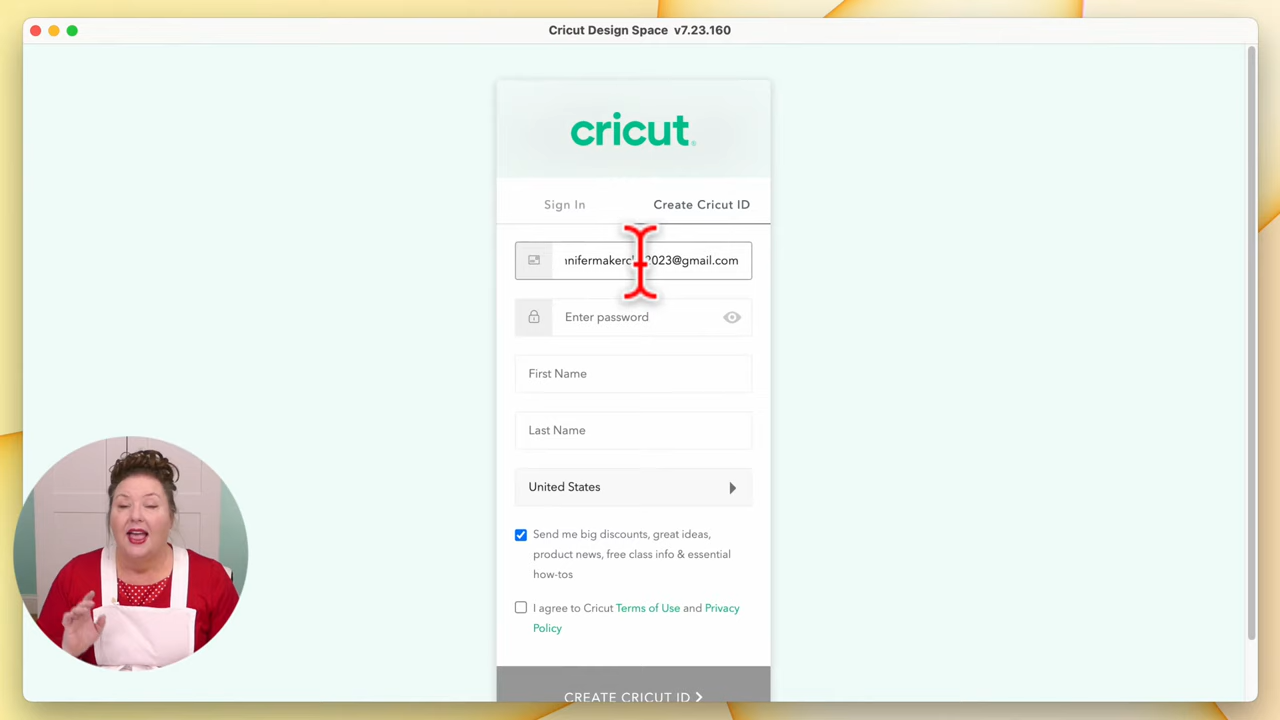 Cricut Design Space v7.23.160
cricut
Sign In
Create Cricut ID
2023@gmail.com
Enter password
First Name
Last Name
United States
Send me big discounts, great ideas,
product news, free class info & essential
how-tos
I agree to Cricut Terms of Use and Privacy
Policy
CREATE CRICUT ID